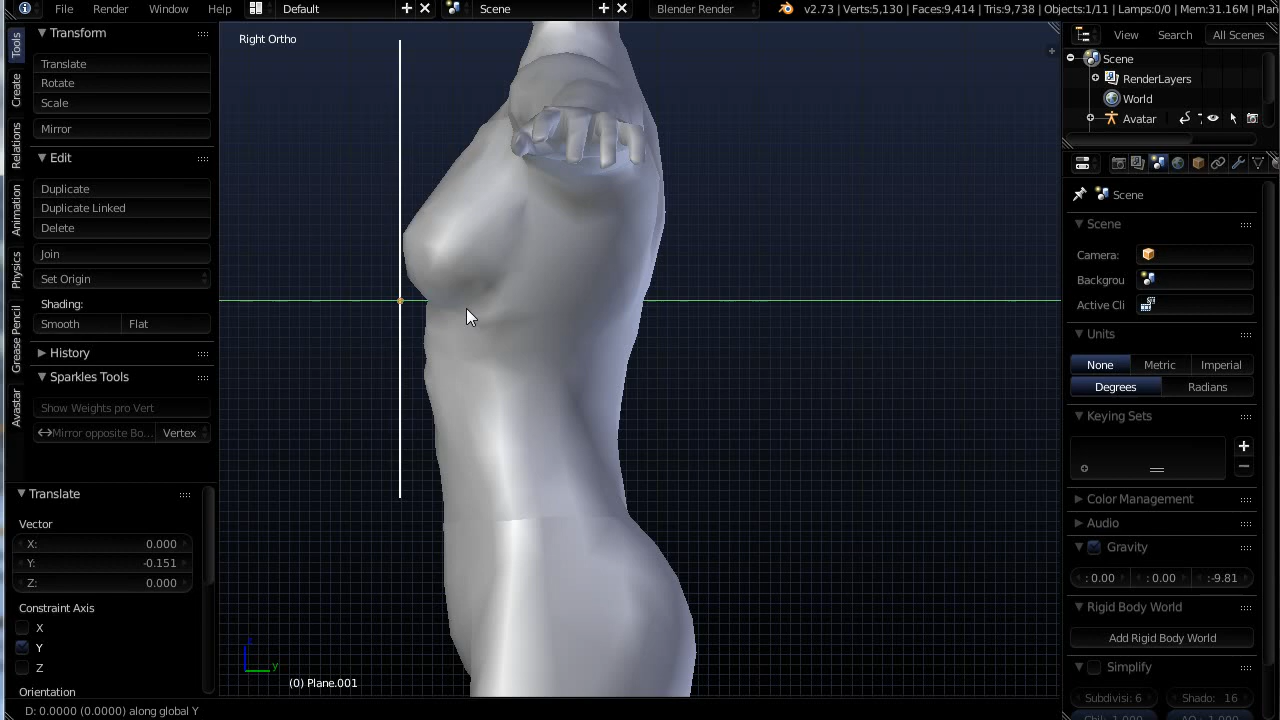 File Render Window Help Default Scene Blender Render v2.73 | Verts:5,130 | Faces:9,414 | Tris:9,738 | Objects:1/11 | Lamps:0/0 | Mem:31.16M | Plan
Tools
Create
Relations
Animation
Physics
Grease Pencil
Avastar
Transform
Translate
Rotate
Scale
Mirror
Edit
Duplicate
Duplicate Linked
Delete
Join
Set Origin
Shading:
Smooth Flat
History
Sparkles Tools
Show Weights pro Vert
Mirror opposite Bo... Vertex
Translate
Vector
X: 0.000
Y: -0.151
Z: 0.000
Constraint Axis
X
Y
Z
Orientation
D: 0.0000 (0.0000) along global Y
Right Ortho
z
y
(0) Plane.001
View Search All Scenes
Scene
RenderLayers
World
Avatar
Scene
Scene
Camera:
Backgrou
Active Cli
Units
None Metric Imperial
Degrees Radians
Keying Sets
Color Management
Audio
Gravity
: 0.00 : 0.00 :-9.81
Rigid Body World
Add Rigid Body World
Simplify
Subdivisi: 6 Shado: 16